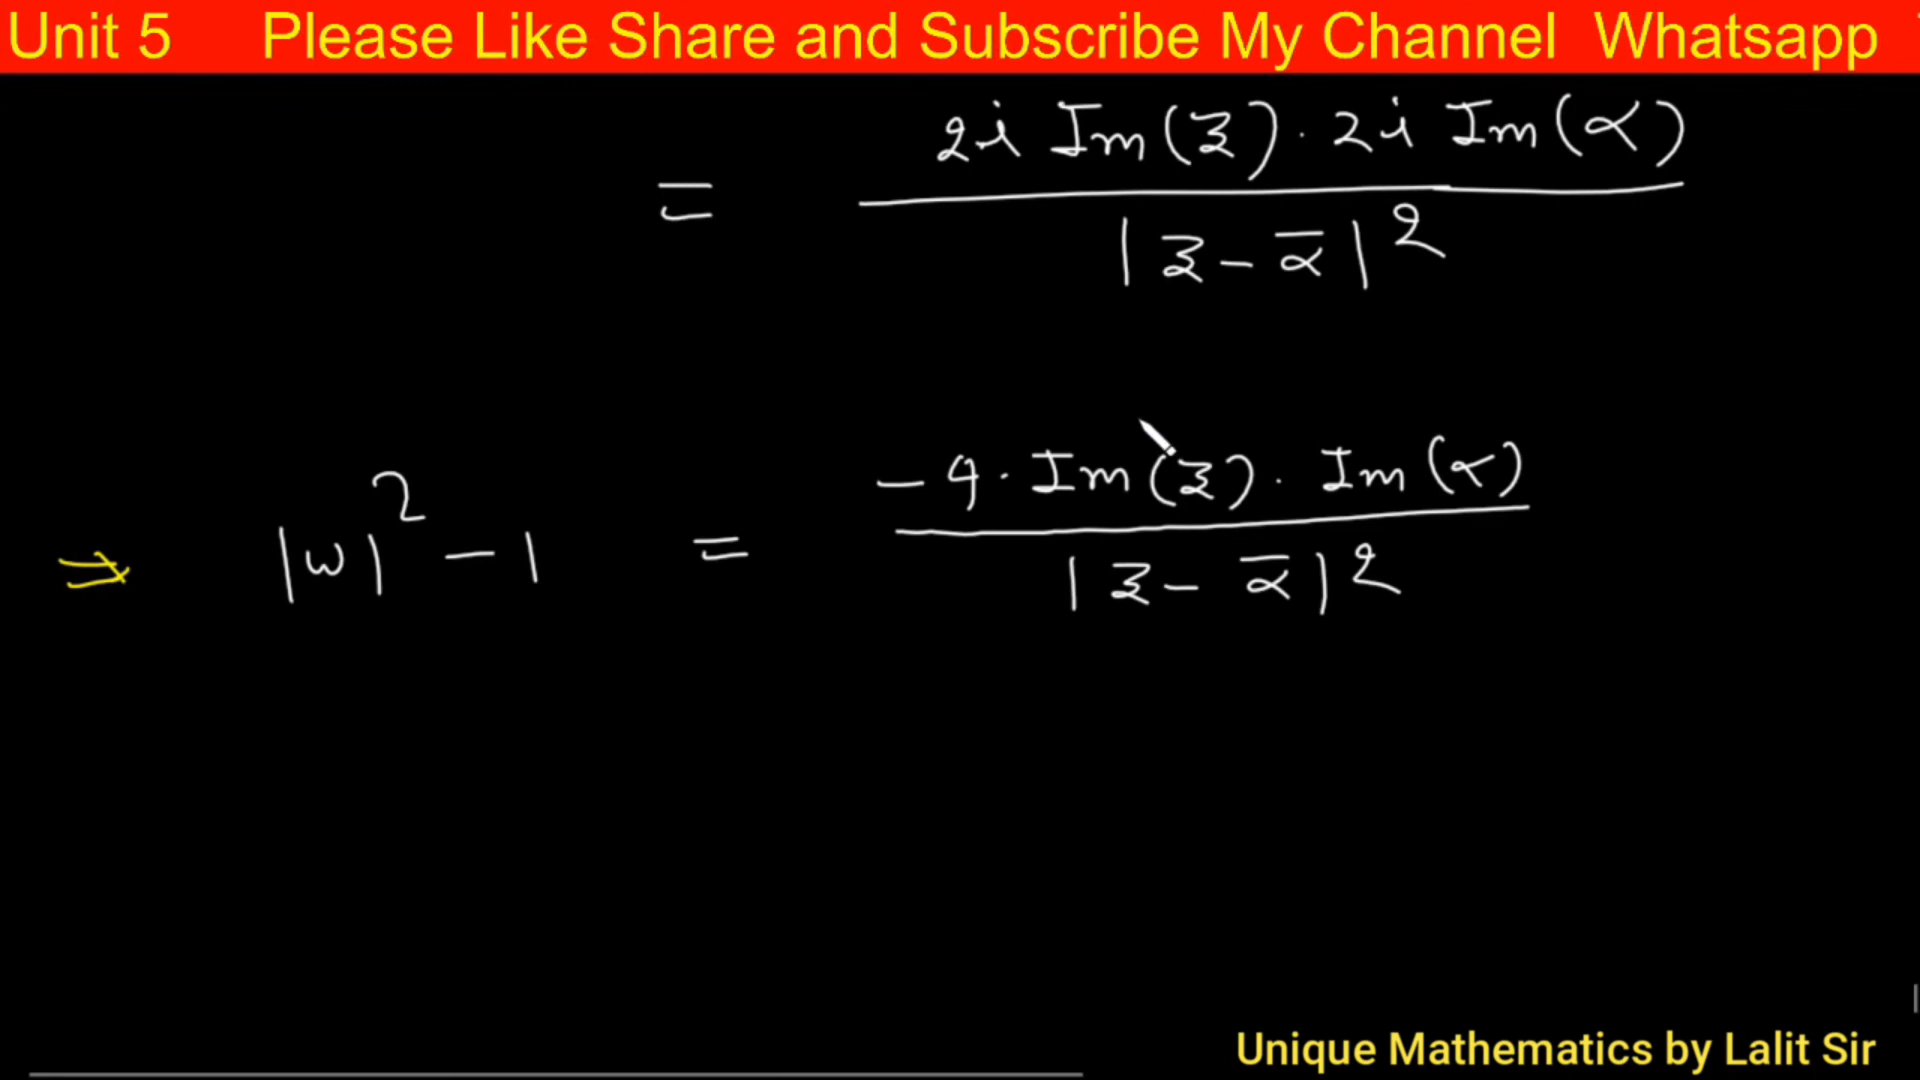 Unit 5 Please Like Share and Subscribe My Channel Whatsapp
= 2i Im(z) · 2i Im(α) / |z - ᾱ|²
⇒ |w|² - 1 = -4 · Im(z) · Im(α) / |z - ᾱ|²
Unique Mathematics by Lalit Sir